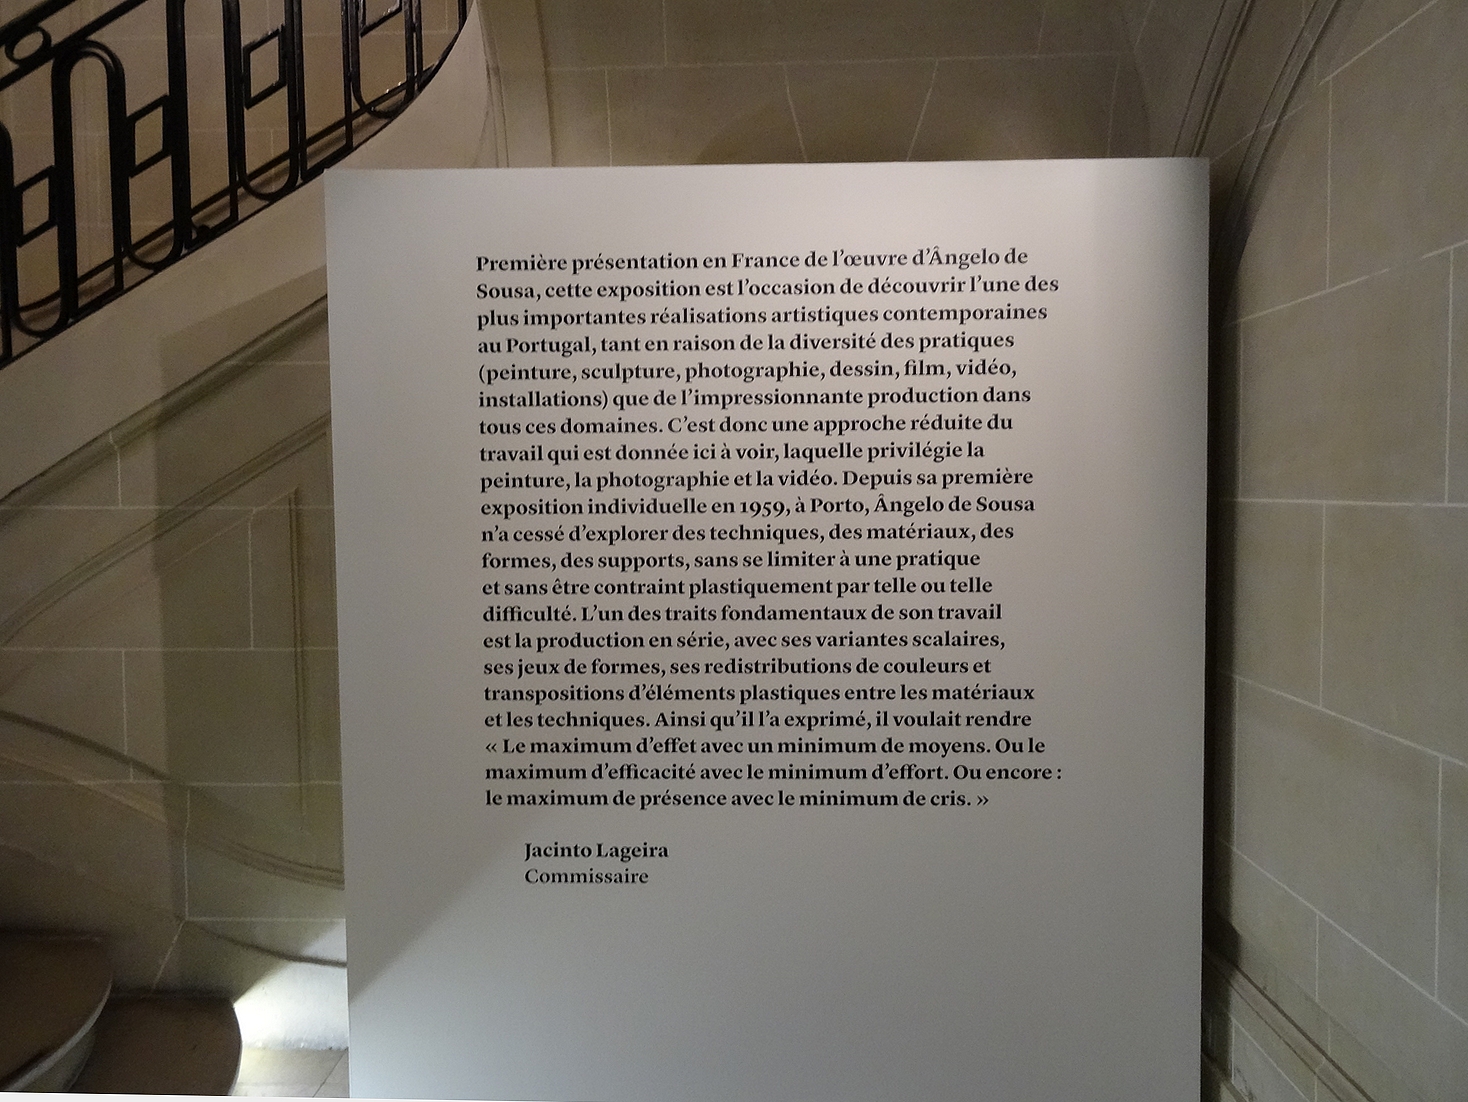 Première présentation en France de l’œuvre d’Ângelo de
Sousa, cette exposition est l’occasion de découvrir l’une des
plus importantes réalisations artistiques contemporaines
au Portugal, tant en raison de la diversité des pratiques
(peinture, sculpture, photographie, dessin, film, vidéo,
installations) que de l’impressionnante production dans
tous ces domaines. C’est donc une approche réduite du
travail qui est donnée ici à voir, laquelle privilégie la
peinture, la photographie et la vidéo. Depuis sa première
exposition individuelle en 1959, à Porto, Ângelo de Sousa
n’a cessé d’explorer des techniques, des matériaux, des
formes, des supports, sans se limiter à une pratique
et sans être contraint plastiquement par telle ou telle
difficulté. L’un des traits fondamentaux de son travail
est la production en série, avec ses variantes scalaires,
ses jeux de formes, ses redistributions de couleurs et
transpositions d’éléments plastiques entre les matériaux
et les techniques. Ainsi qu’il l’a exprimé, il voulait rendre
« Le maximum d’effet avec un minimum de moyens. Ou le
maximum d’efficacité avec le minimum d’effort. Ou encore :
le maximum de présence avec le minimum de cris. »
Jacinto Lageira
Commissaire